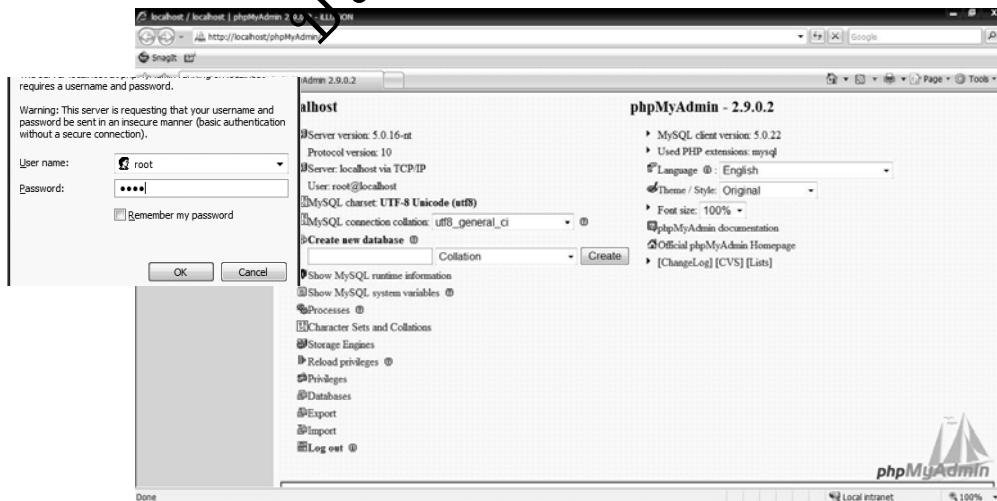 localhost / localhost | phpMyAdmin 2.9.0.2 -
http://localhost/phpMyAdmin
Google
SnagIt
Admin 2.9.0.2
Page
Tools
requires a username and password.
Warning: This server is requesting that your username and
password be sent in an insecure manner (basic authentication
without a secure connection).
User name:
root
Password:
Remember my password
OK
Cancel
alhost
Server version: 5.0.16-nt
Protocol version: 10
Server: localhost via TCP/IP
User: root@localhost
MySQL charset: UTF-8 Unicode (utf8)
MySQL connection collation: utf8_general_ci
Create new database
Collation
Create
Show MySQL runtime information
Show MySQL system variables
Processes
Character Sets and Collations
Storage Engines
Reload privileges
Privileges
Databases
Export
Import
Log out
phpMyAdmin - 2.9.0.2
MySQL client version: 5.0.22
Used PHP extensions: mysql
Language : English
Theme / Style: Original
Font size: 100%
phpMyAdmin documentation
Official phpMyAdmin Homepage
[ChangeLog] [CVS] [Lists]
phpMyAdmin
Done
Local intranet
100%